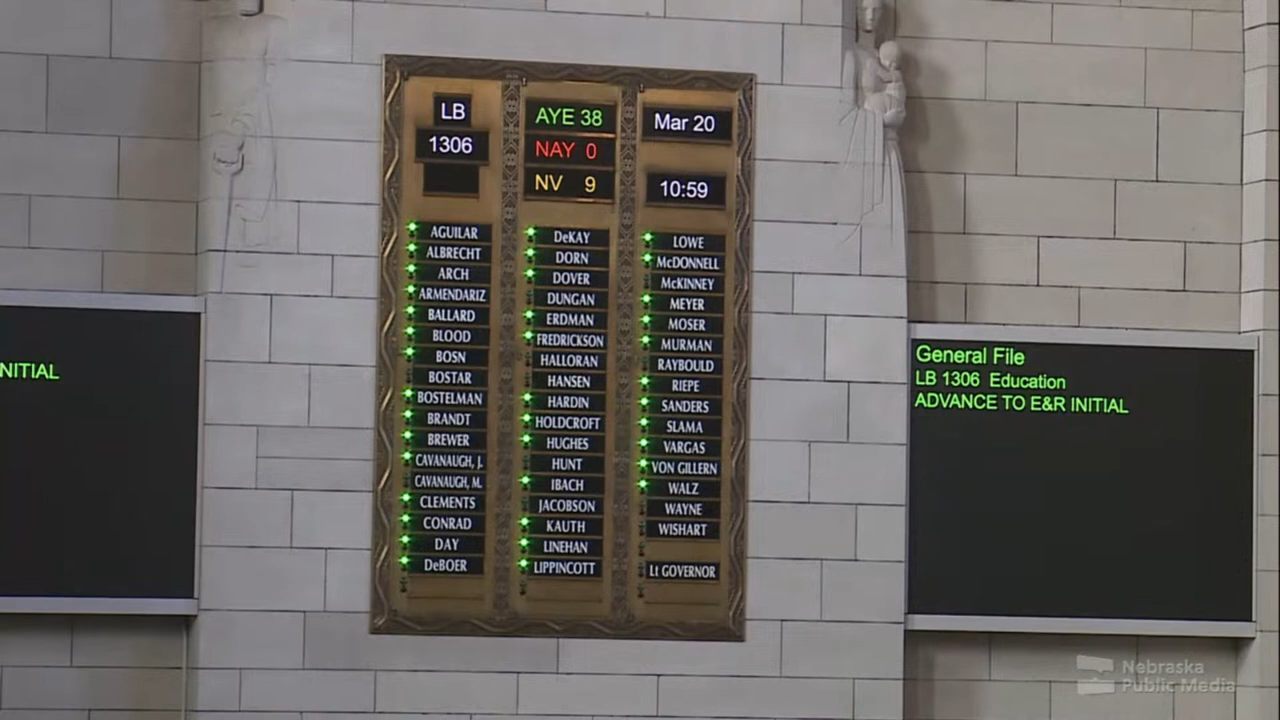 NITIAL
LB
1306
AYE 38
NAY 0
NV 9
Mar 20
10:59
AGUILAR
ALBRECHT
ARCH
ARMENDARIZ
BALLARD
BLOOD
BOSN
BOSTAR
BOSTELMAN
BRANDT
BREWER
CAVANAUGH, J.
CAVANAUGH, M.
CLEMENTS
CONRAD
DAY
DeBOER
DeKAY
DORN
DOVER
DUNGAN
ERDMAN
FREDRICKSON
HALLORAN
HANSEN
HARDIN
HOLDCROFT
HUGHES
HUNT
IBACH
JACOBSON
KAUTH
LINEHAN
LIPPINCOTT
LOWE
McDONNELL
McKINNEY
MEYER
MOSER
MURMAN
RAYBOULD
RIEPE
SANDERS
SLAMA
VARGAS
VON GILLERN
WALZ
WAYNE
WISHART
Lt GOVERNOR
General File
LB 1306 Education
ADVANCE TO E&R INITIAL
Nebraska
Public Media